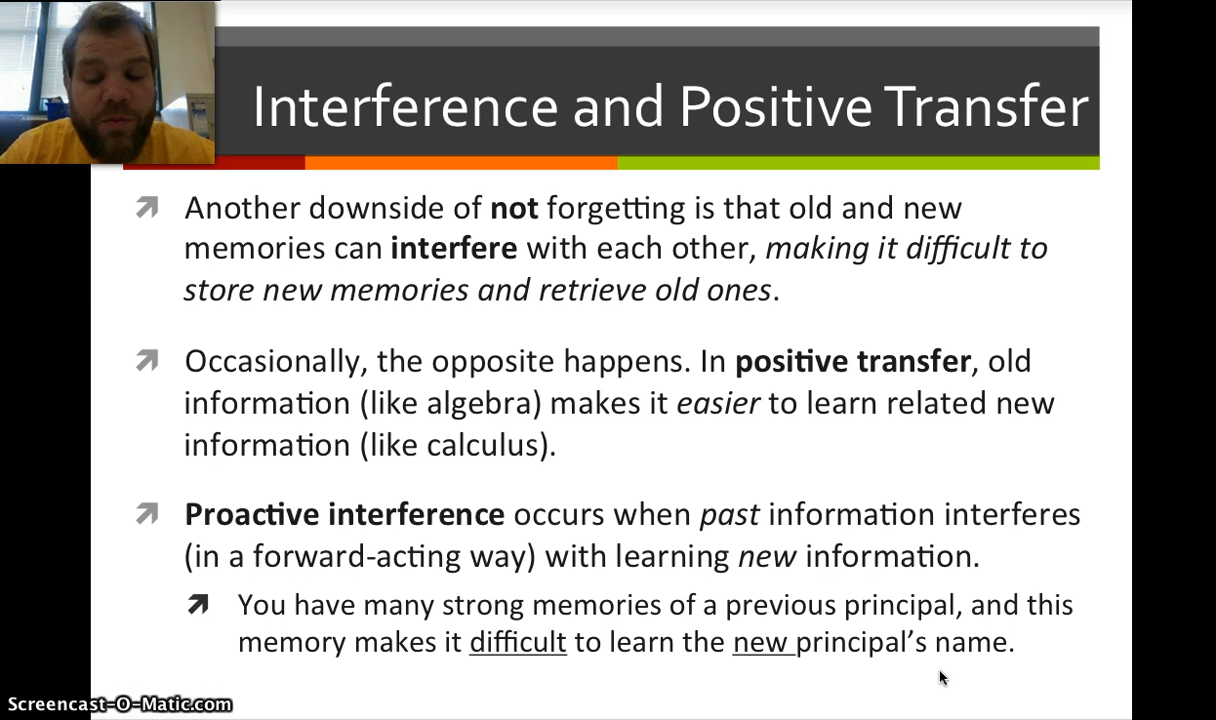 Interference and Positive Transfer
Another downside of not forgetting is that old and new
memories can interfere with each other, making it difficult to
store new memories and retrieve old ones.
Occasionally, the opposite happens. In positive transfer, old
information (like algebra) makes it easier to learn related new
information (like calculus).
Proactive interference occurs when past information interferes
(in a forward-acting way) with learning new information.
You have many strong memories of a previous principal, and this
memory makes it difficult to learn the new principal's name.
Screencast-O-Matic.com